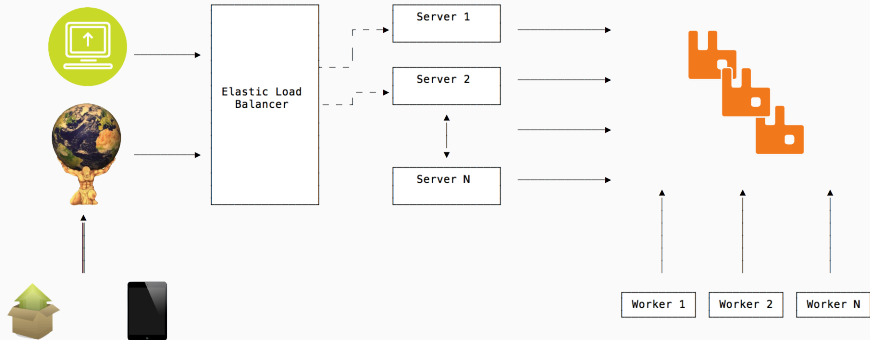 Server 1
Elastic Load
Balancer
Server 2
Server N
Worker 1
Worker 2
Worker N